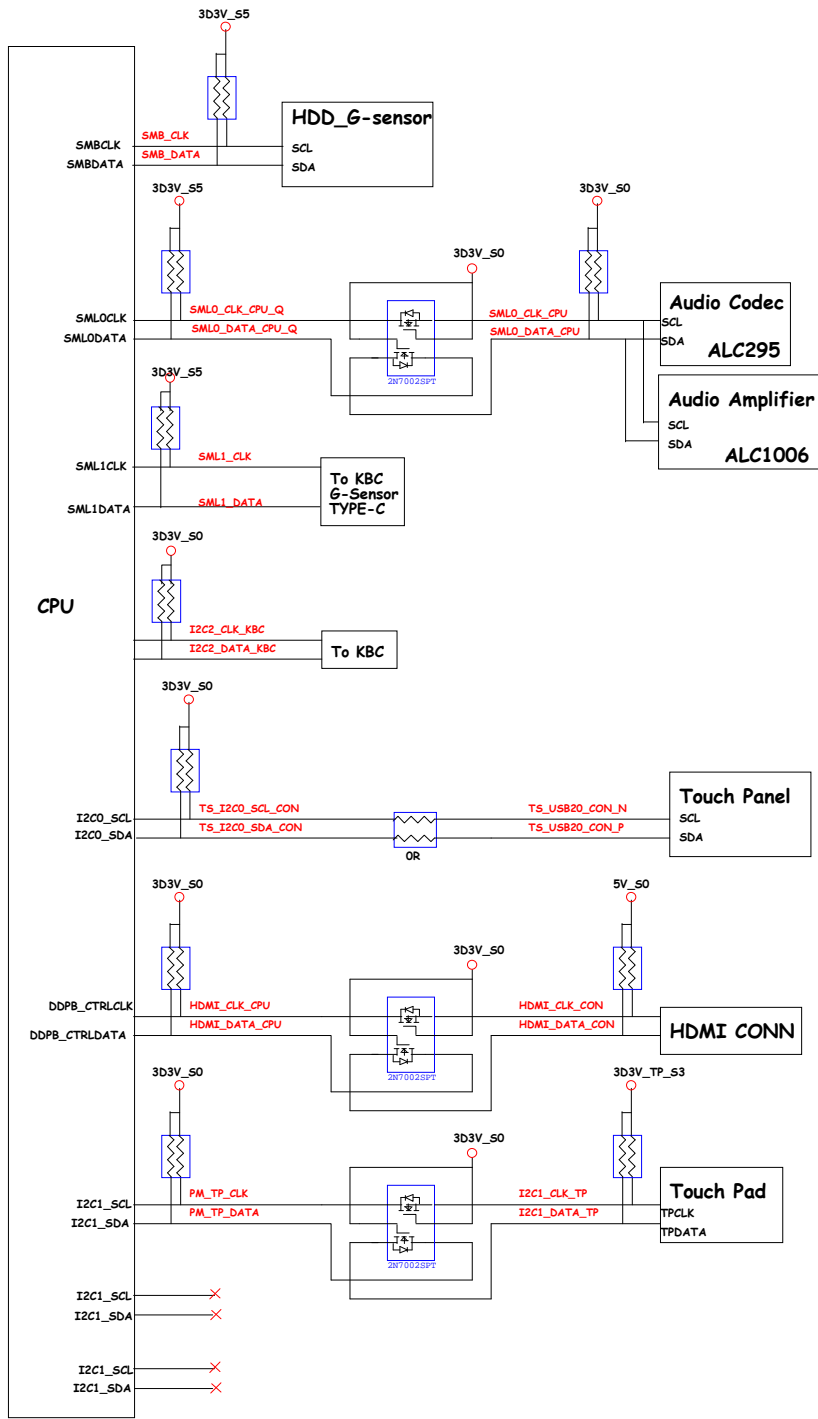 3D3V_S5
HDD_G-sensor
SMBCLK
SMB_CLK
SCL
SMBDATA
SMB_DATA
SDA
3D3V_S5
3D3V_S0
3D3V_S0
Audio Codec
SML0CLK
SML0_CLK_CPU_Q
SML0_CLK_CPU
SCL
SML0DATA
SML0_DATA_CPU_Q
SML0_DATA_CPU
SDA
ALC295
2N7002SPT
3D3V_S5
Audio Amplifier
SCL
SDA
ALC1006
SML1CLK
SML1_CLK
To KBC
G-Sensor
TYPE-C
SML1DATA
SML1_DATA
3D3V_S0
CPU
I2C2_CLK_KBC
I2C2_DATA_KBC
To KBC
3D3V_S0
Touch Panel
I2C0_SCL
TS_I2C0_SCL_CON
TS_USB20_CON_N
SCL
I2C0_SDA
TS_I2C0_SDA_CON
TS_USB20_CON_P
SDA
0R
3D3V_S0
5V_S0
3D3V_S0
DDPB_CTRLCLK
HDMI_CLK_CPU
HDMI_CLK_CON
DDPB_CTRLDATA
HDMI_DATA_CPU
HDMI_DATA_CON
HDMI CONN
2N7002SPT
3D3V_S0
3D3V_TP_S3
3D3V_S0
Touch Pad
I2C1_SCL
PM_TP_CLK
I2C1_CLK_TP
TPCLK
I2C1_SDA
PM_TP_DATA
I2C1_DATA_TP
TPDATA
2N7002SPT
I2C1_SCL
I2C1_SDA
I2C1_SCL
I2C1_SDA